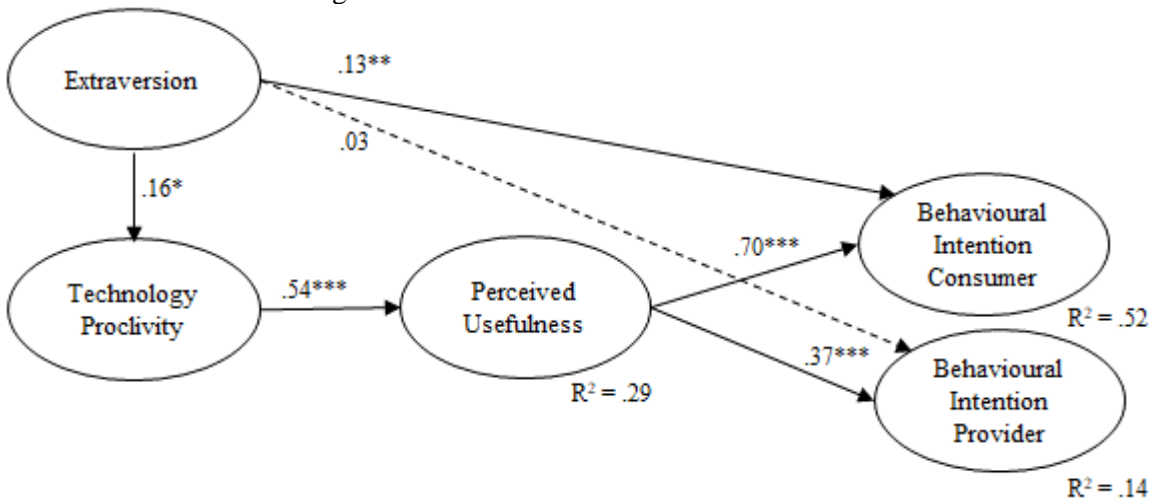 Extraversion
.13**
.03
.16*
Behavioural
Intention
Consumer
.70***
R² = .52
Technology
Proclivity
.54***
Perceived
Usefulness
R² = .29
.37***
Behavioural
Intention
Provider
R² = .14